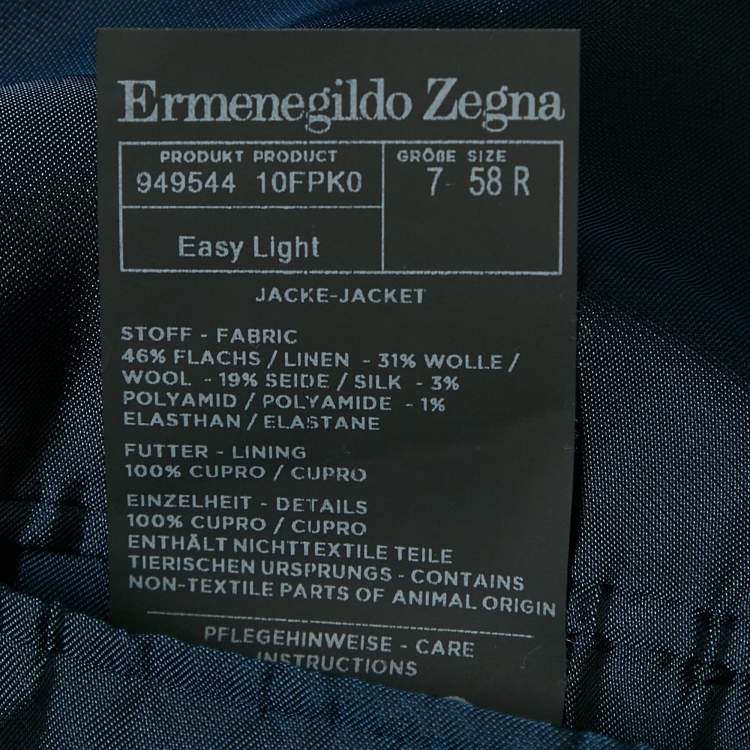 Ermenegildo Zegna
PRODUKT PRODUCT
949544 10FPK0
GRÖßE SIZE
7 58 R
Easy Light
JACKE-JACKET
STOFF - FABRIC
46% FLACHS / LINEN - 31% WOLLE /
WOOL - 19% SEIDE / SILK - 3%
POLYAMID / POLYAMIDE - 1%
ELASTHAN / ELASTANE
FUTTER - LINING
100% CUPRO / CUPRO
EINZELHEIT - DETAILS
100% CUPRO / CUPRO
ENTHÄLT NICHTTEXTILE TEILE
TIERISCHEN URSPRUNGS - CONTAINS
NON-TEXTILE PARTS OF ANIMAL ORIGIN
PFLEGEHINWEISE - CARE
INSTRUCTIONS